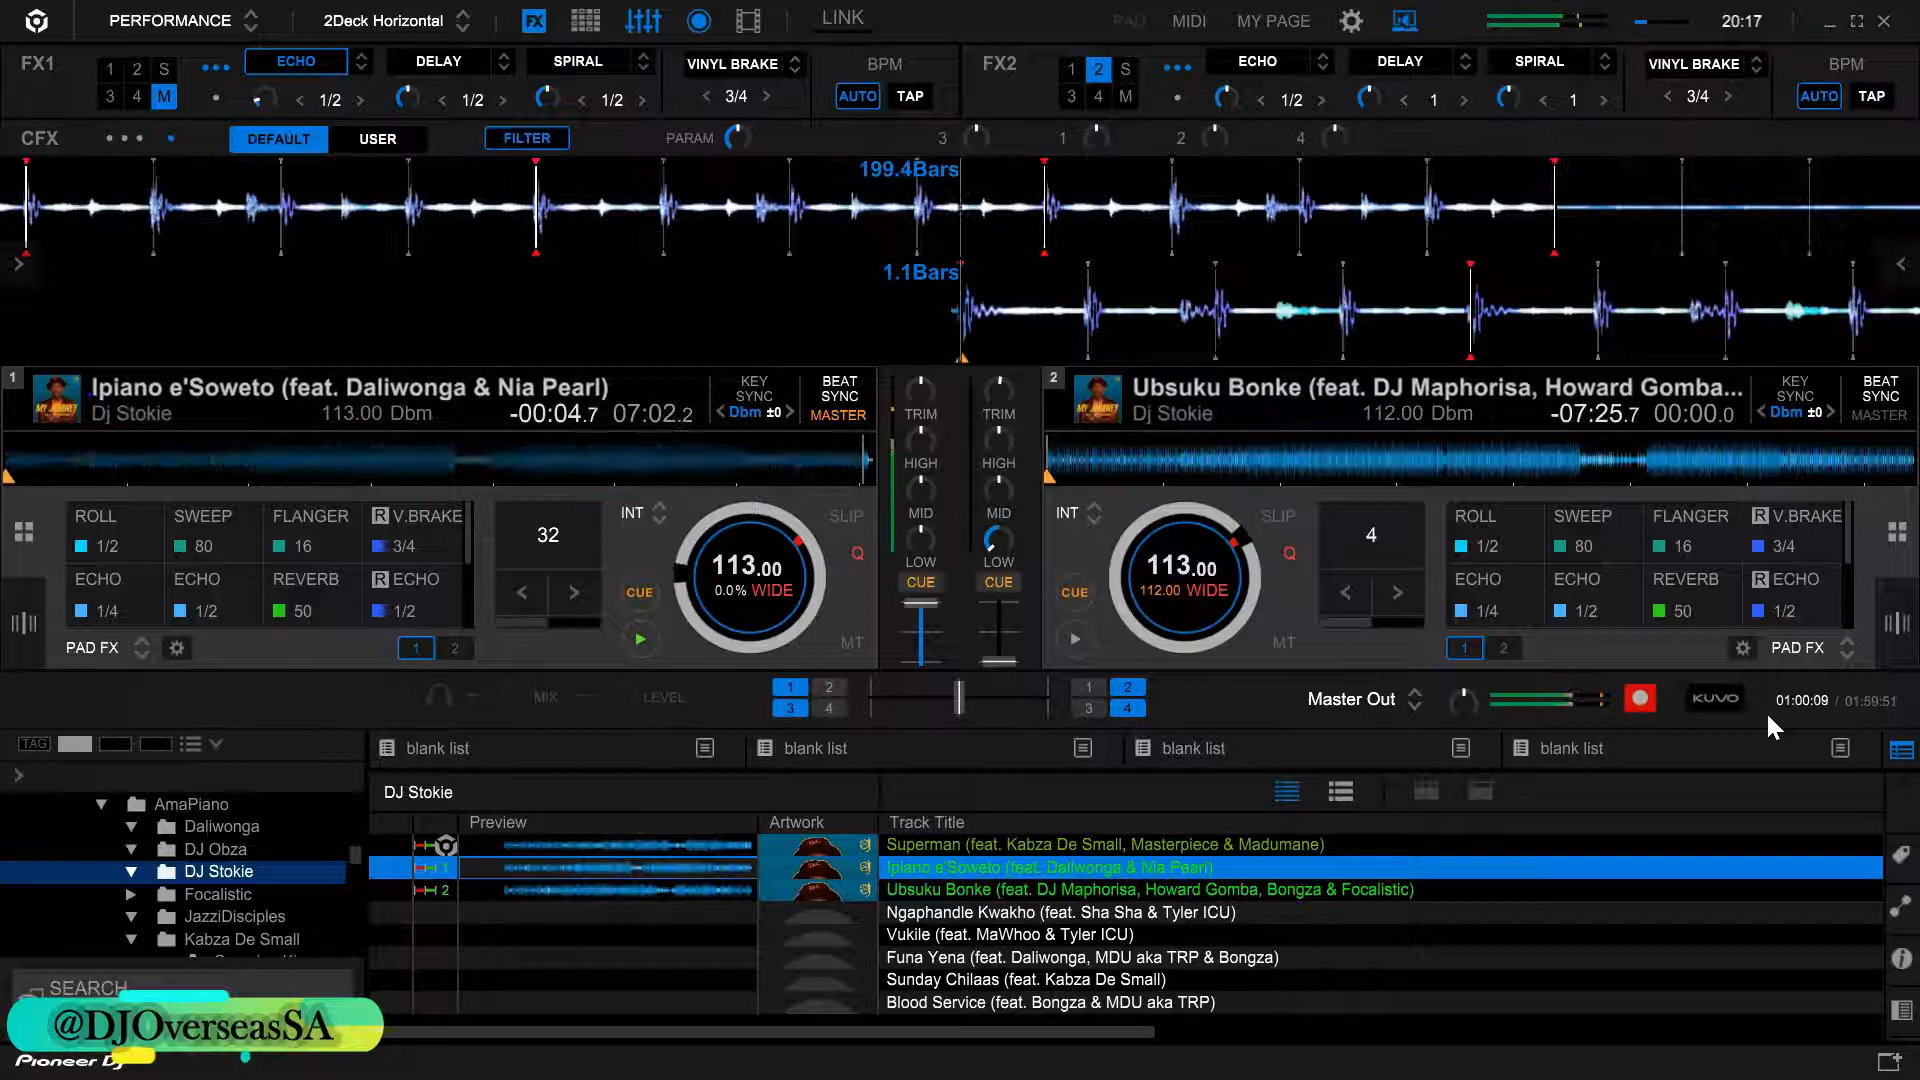 PERFORMANCE 2Deck Horizontal FX LINK PAD MIDI MY PAGE 20:17
FX1 1 2 S ECHO DELAY SPIRAL VINYL BRAKE BPM FX2 1 2 S ECHO DELAY SPIRAL VINYL BRAKE BPM
3 4 M < 1/2 > < 1/2 > < 1/2 > < 3/4 > AUTO TAP 3 4 M < 1/2 > < 1 > < 1 > < 3/4 > AUTO TAP
CFX DEFAULT USER FILTER PARAM 3 1 2 4
199.4Bars
1.1Bars
1 Ipiano e'Soweto (feat. Daliwonga & Nia Pearl) KEY SYNC BEAT SYNC
Dj Stokie 113.00 Dbm -00:04.7 07:02.2 < Dbm ±0 > MASTER
2 Ubsuku Bonke (feat. DJ Maphorisa, Howard Gomba... KEY SYNC BEAT SYNC
Dj Stokie 112.00 Dbm -07:25.7 00:00.0 < Dbm ±0 > MASTER
TRIM TRIM
HIGH HIGH
MID MID
LOW LOW
CUE CUE
ROLL SWEEP FLANGER R V.BRAKE 32 INT SLIP
1/2 80 16 3/4 Q
ECHO ECHO REVERB R ECHO < > CUE 113.00
1/4 1/2 50 1/2 0.0% WIDE
PAD FX 1 2 MT
INT SLIP 4 ROLL SWEEP FLANGER R V.BRAKE
Q 1/2 80 16 3/4
CUE 113.00 < > ECHO ECHO REVERB R ECHO
112.00 WIDE 1/4 1/2 50 1/2
MT 1 2 PAD FX
MIX LEVEL 1 2 1 2 Master Out KUVO 01:00:09 / 01:59:51
3 4 3 4
TAG blank list blank list blank list blank list
DJ Stokie
AmaPiano
Daliwonga
DJ Obza
DJ Stokie
Focalistic
JazziDisciples
Kabza De Small
SEARCH
Preview Artwork Track Title
Superman (feat. Kabza De Small, Masterpiece & Madumane)
1 Ipiano e'Soweto (feat. Daliwonga & Nia Pearl)
2 Ubsuku Bonke (feat. DJ Maphorisa, Howard Gomba, Bongza & Focalistic)
Ngaphandle Kwakho (feat. Sha Sha & Tyler ICU)
Vukile (feat. MaWhoo & Tyler ICU)
Funa Yena (feat. Daliwonga, MDU aka TRP & Bongza)
Sunday Chilaas (feat. Kabza De Small)
Blood Service (feat. Bongza & MDU aka TRP)
@DJOverseasSA
Pioneer Dj